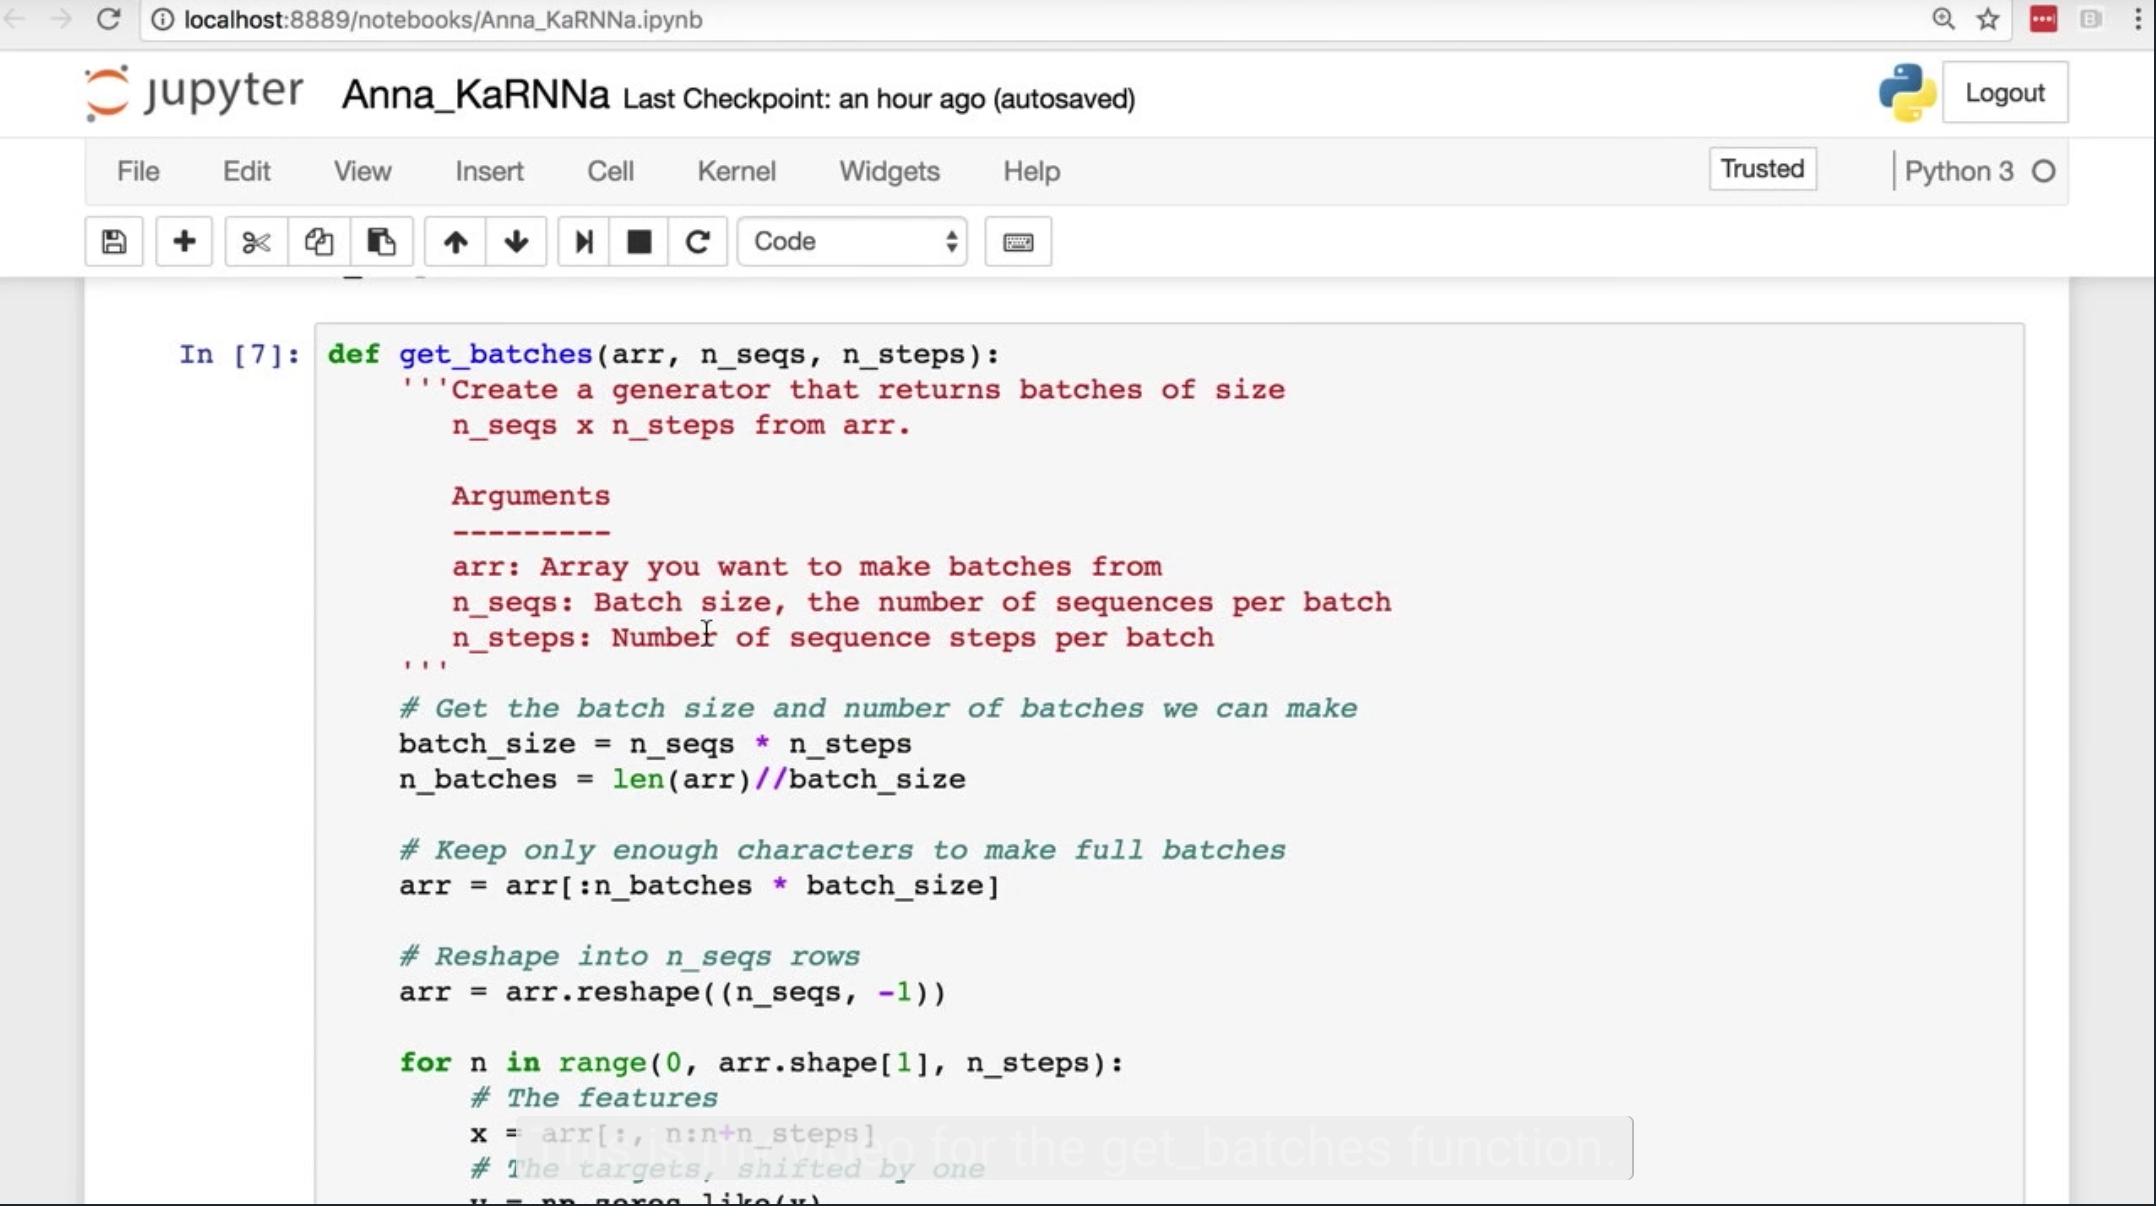 localhost:8889/notebooks/Anna_KaRNNa.ipynb
jupyter Anna_KaRNNa Last Checkpoint: an hour ago (autosaved)
Logout
File Edit View Insert Cell Kernel Widgets Help
Trusted
Python 3
Code
In [7]: def get_batches(arr, n_seqs, n_steps):
'''Create a generator that returns batches of size
n_seqs x n_steps from arr.
Arguments
---------
arr: Array you want to make batches from
n_seqs: Batch size, the number of sequences per batch
n_steps: Number of sequence steps per batch
'''
# Get the batch size and number of batches we can make
batch_size = n_seqs * n_steps
n_batches = len(arr)//batch_size
# Keep only enough characters to make full batches
arr = arr[:n_batches * batch_size]
# Reshape into n_seqs rows
arr = arr.reshape((n_seqs, -1))
for n in range(0, arr.shape[1], n_steps):
# The features
x = arr[:, n:n+n_steps]
# The targets, shifted by one
y = np.zeros_like(x)
This is my video for the get_batches function.